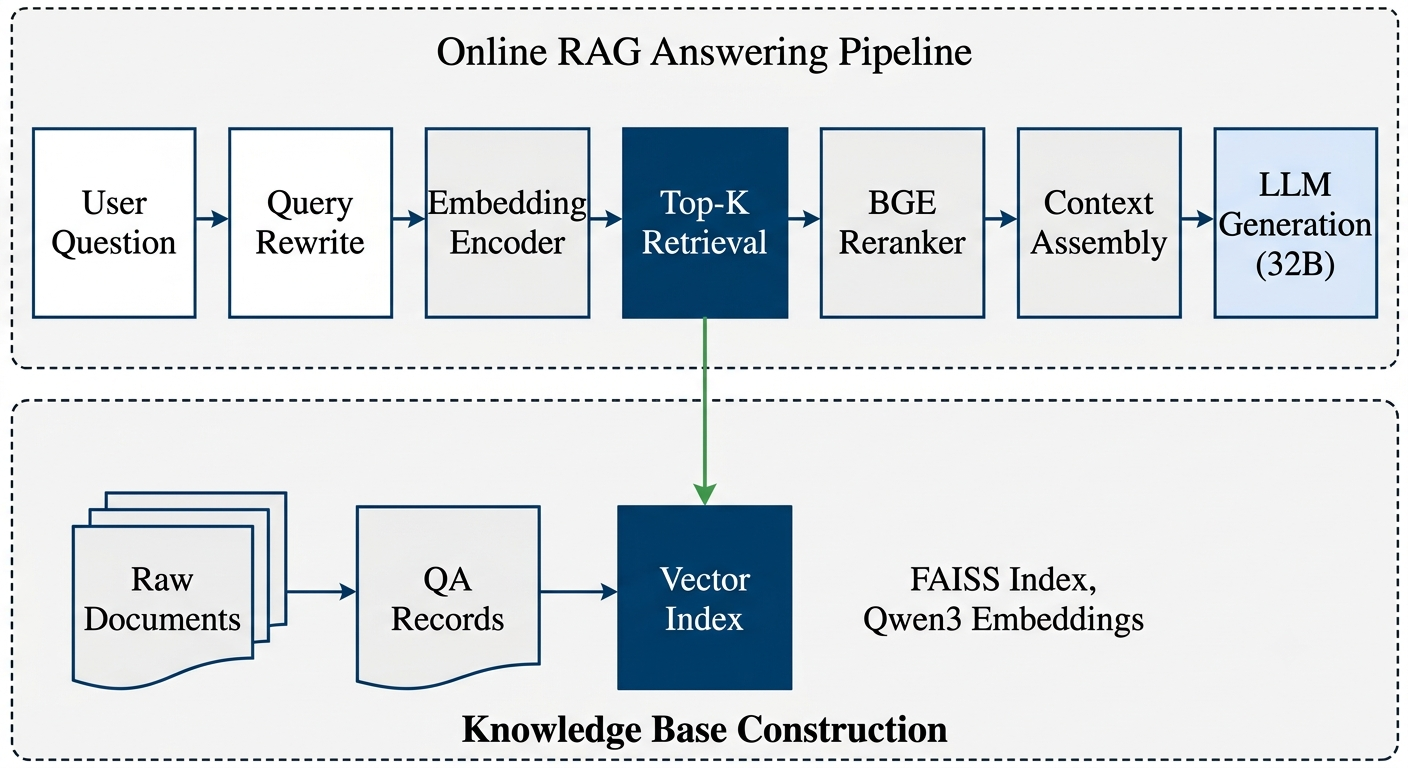 Online RAG Answering Pipeline
User
Question
Query
Rewrite
Embedding
Encoder
Top-K
Retrieval
BGE
Reranker
Context
Assembly
LLM
Generation
(32B)
Raw
Documents
QA
Records
Vector
Index
FAISS Index,
Qwen3 Embeddings
Knowledge Base Construction